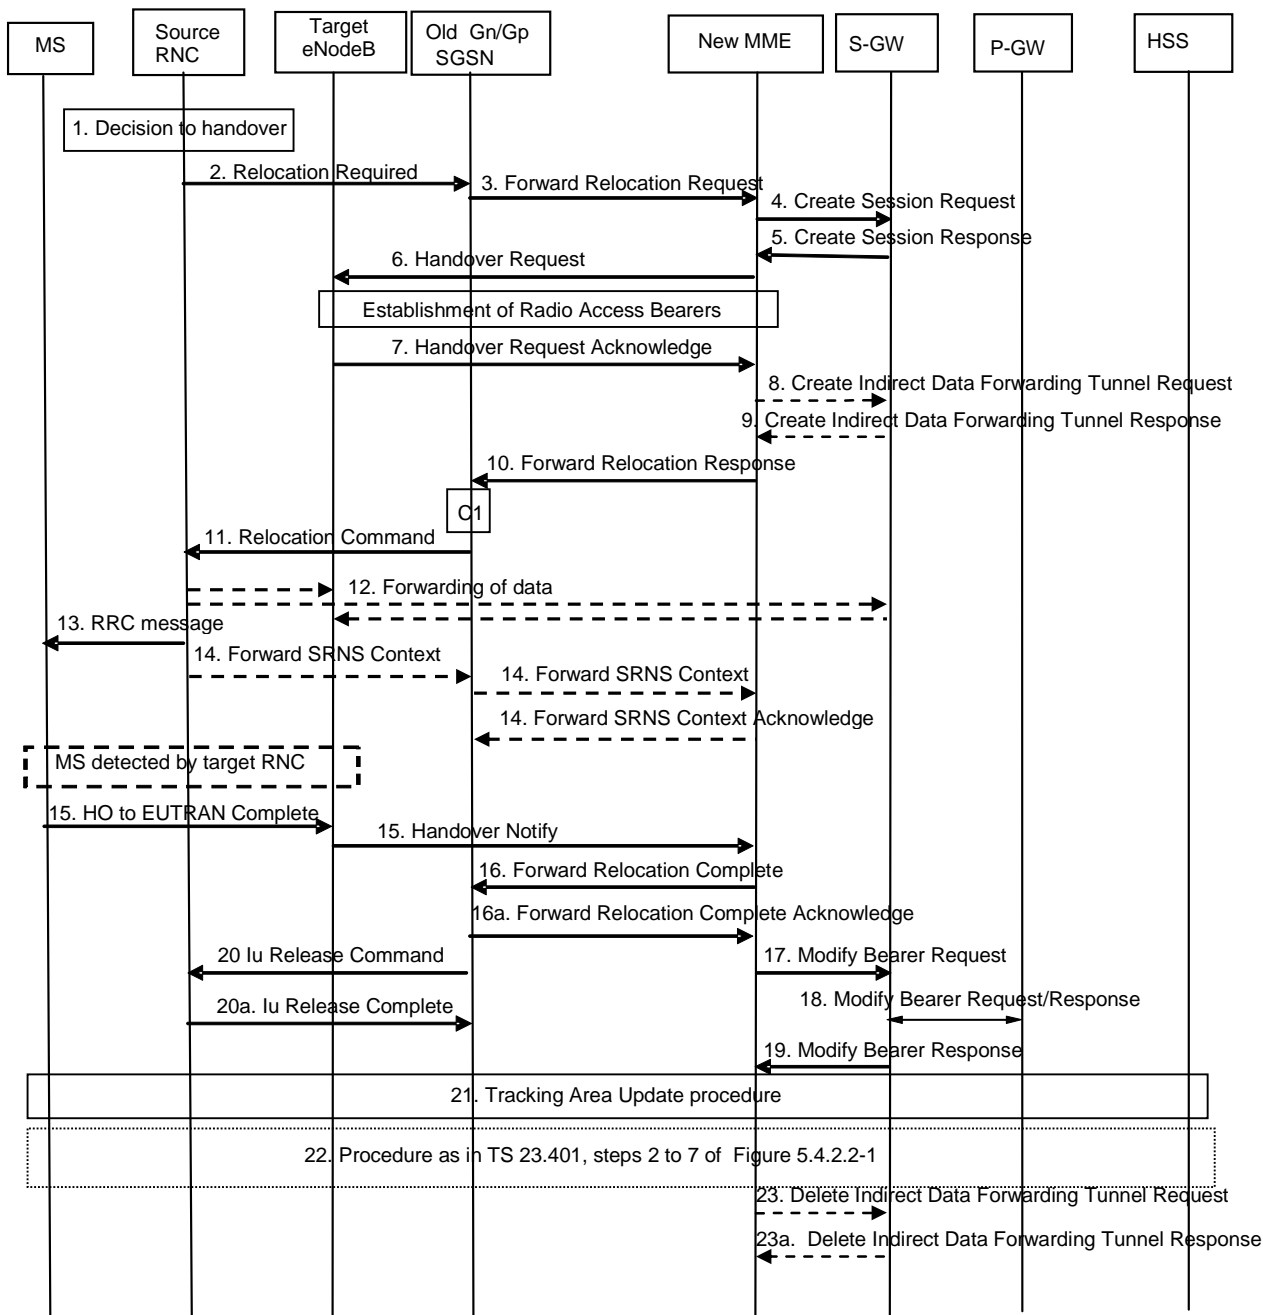 MS
Source
RNC
Target
eNodeB
Old Gn/Gp
SGSN
New MME
S-GW
P-GW
HSS
1. Decision to handover
2. Relocation Required
3. Forward Relocation Request
4. Create Session Request
5. Create Session Response
6. Handover Request
Establishment of Radio Access Bearers
7. Handover Request Acknowledge
8. Create Indirect Data Forwarding Tunnel Request
9. Create Indirect Data Forwarding Tunnel Response
10. Forward Relocation Response
C1
11. Relocation Command
12. Forwarding of data
13. RRC message
14. Forward SRNS Context
14. Forward SRNS Context
14. Forward SRNS Context Acknowledge
MS detected by target RNC
15. HO to EUTRAN Complete
15. Handover Notify
16. Forward Relocation Complete
16a. Forward Relocation Complete Acknowledge
20 Iu Release Command
17. Modify Bearer Request
20a. Iu Release Complete
18. Modify Bearer Request/Response
19. Modify Bearer Response
21. Tracking Area Update procedure
22. Procedure as in TS 23.401, steps 2 to 7 of Figure 5.4.2.2-1
23. Delete Indirect Data Forwarding Tunnel Request
23a. Delete Indirect Data Forwarding Tunnel Response